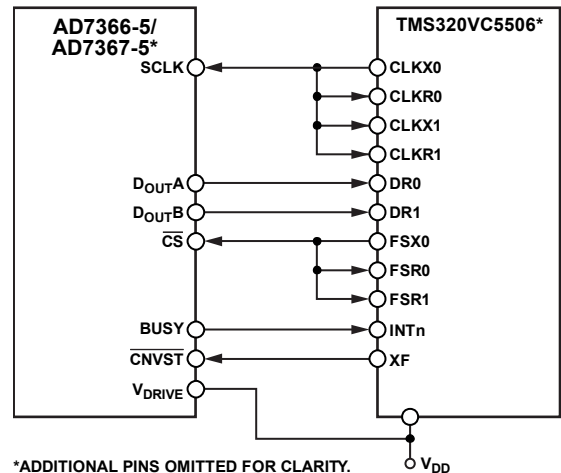 AD7366-5/
AD7367-5*
TMS320VC5506*
SCLK
CLKX0
CLKR0
CLKX1
CLKR1
DOUTA
DR0
DOUTB
DR1
CS
FSX0
FSR0
FSR1
BUSY
INTn
CNVST
XF
VDRIVE
*ADDITIONAL PINS OMITTED FOR CLARITY.
VDD